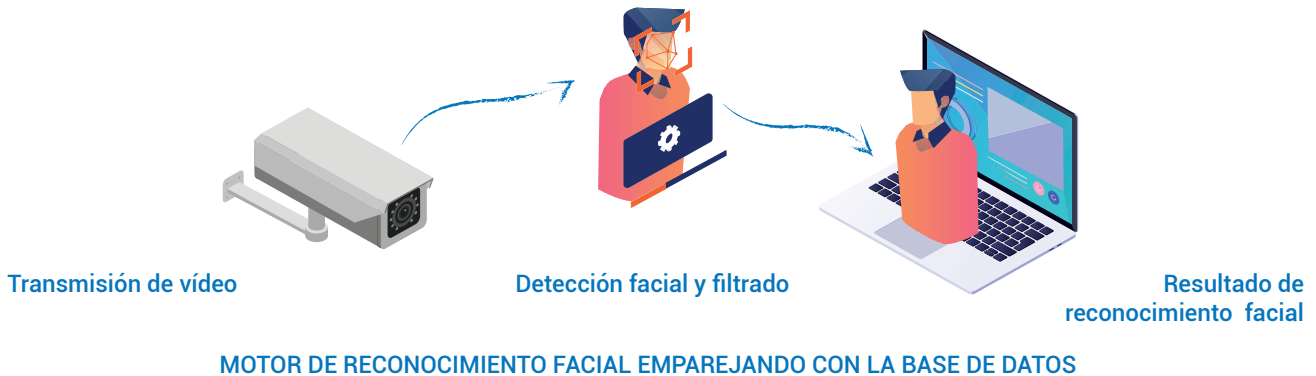 Transmisión de vídeo
Detección facial y filtrado
Resultado de
reconocimiento facial
MOTOR DE RECONOCIMIENTO FACIAL EMPAREJANDO CON LA BASE DE DATOS